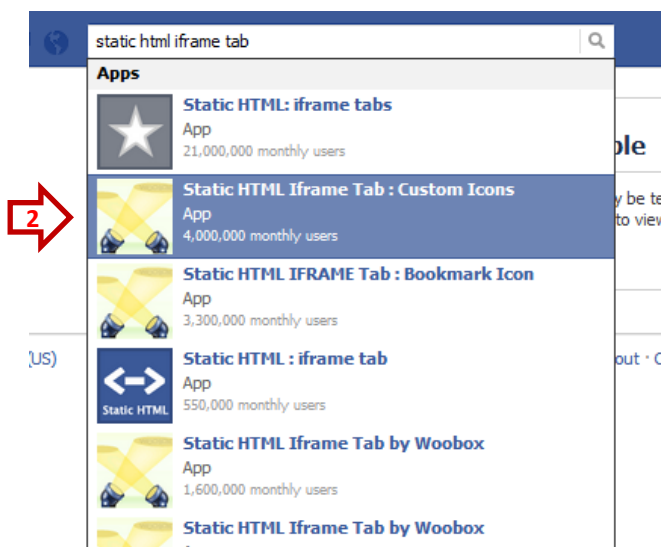 static html iframe tab
Apps
Static HTML: iframe tabs
App
21,000,000 monthly users
ple
2
Static HTML Iframe Tab : Custom Icons
App
4,000,000 monthly users
y be te
to view
Static HTML IFRAME Tab : Bookmark Icon
App
3,300,000 monthly users
(US)
Static HTML : iframe tab
App
550,000 monthly users
Static HTML
out · C
Static HTML Iframe Tab by Woobox
App
1,600,000 monthly users
Static HTML Iframe Tab by Woobox